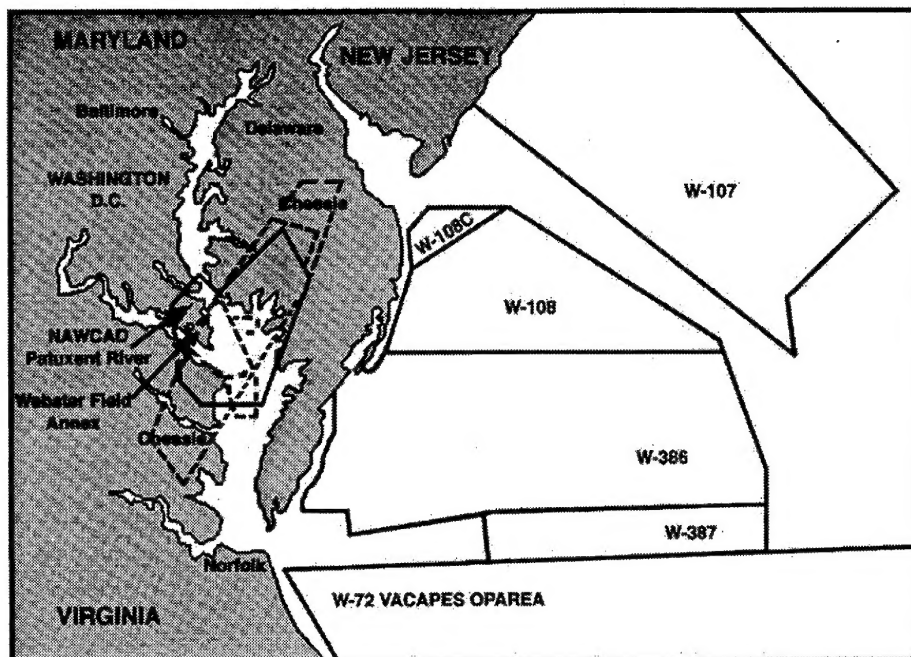 MARYLAND
NEW JERSEY
Baltimore
Delaware
WASHINGTON
D.C.
Chessie
W-107
W-108C
W-108
NAWCAD
Patuxent River
Webster Field
Annex
Chessie
W-386
W-387
Norfolk
W-72 VACAPES OPAREA
VIRGINIA